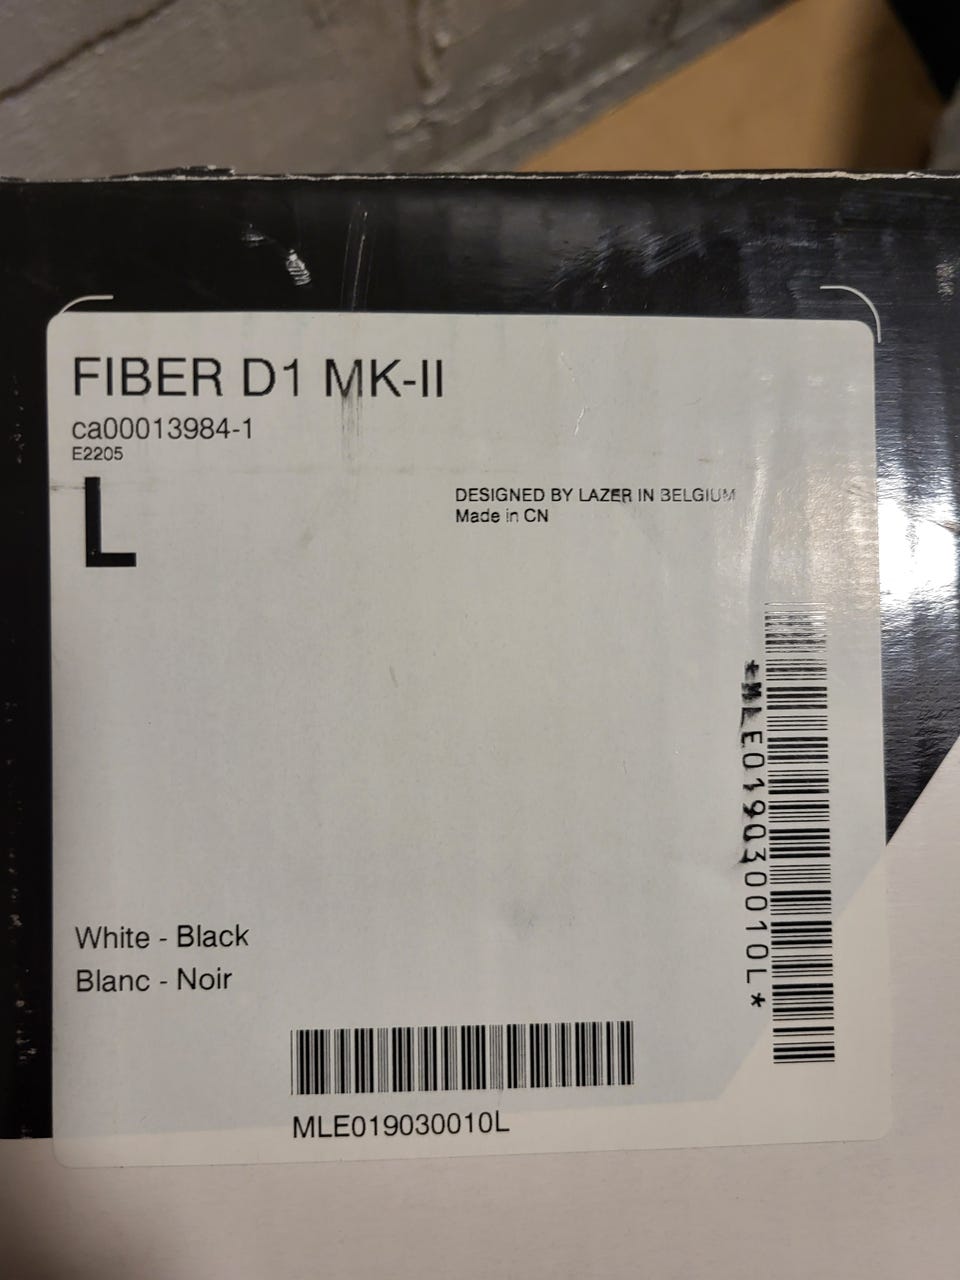 FIBER D1 MK-II
ca00013984-1
E2205
L
DESIGNED BY LAZER IN BELGIUM
Made in CN
*MLE019030010L*
White - Black
Blanc - Noir
MLE019030010L